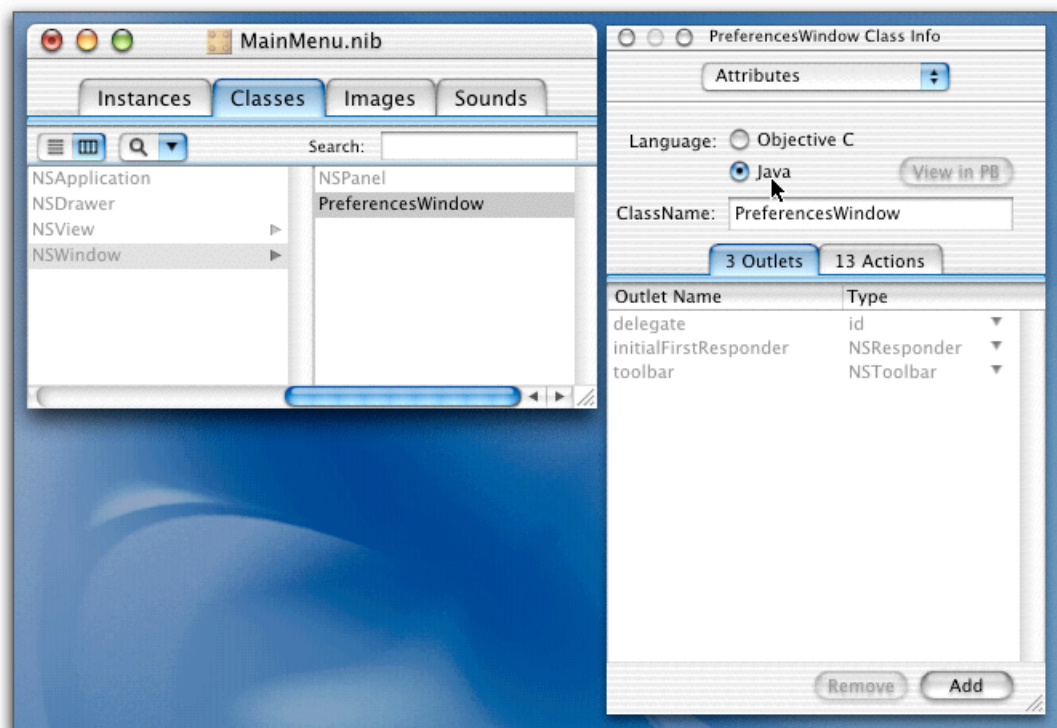 MainMenu.nib
Instances Classes Images Sounds
Search:
NSApplication
NSDrawer
NSView
NSWindow
NSPanel
PreferencesWindow
PreferencesWindow Class Info
Attributes
Language: Objective C
Java View in PB
ClassName: PreferencesWindow
3 Outlets 13 Actions
Outlet Name Type
delegate id
initialFirstResponder NSResponder
toolbar NSToolbar
Remove Add